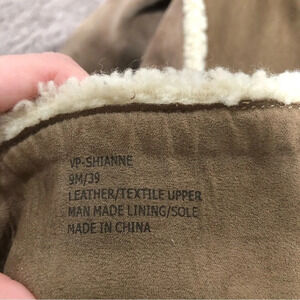 VP-SHIANNE
9M/39
LEATHER/TEXTILE UPPER
MAN MADE LINING/SOLE
MADE IN CHINA